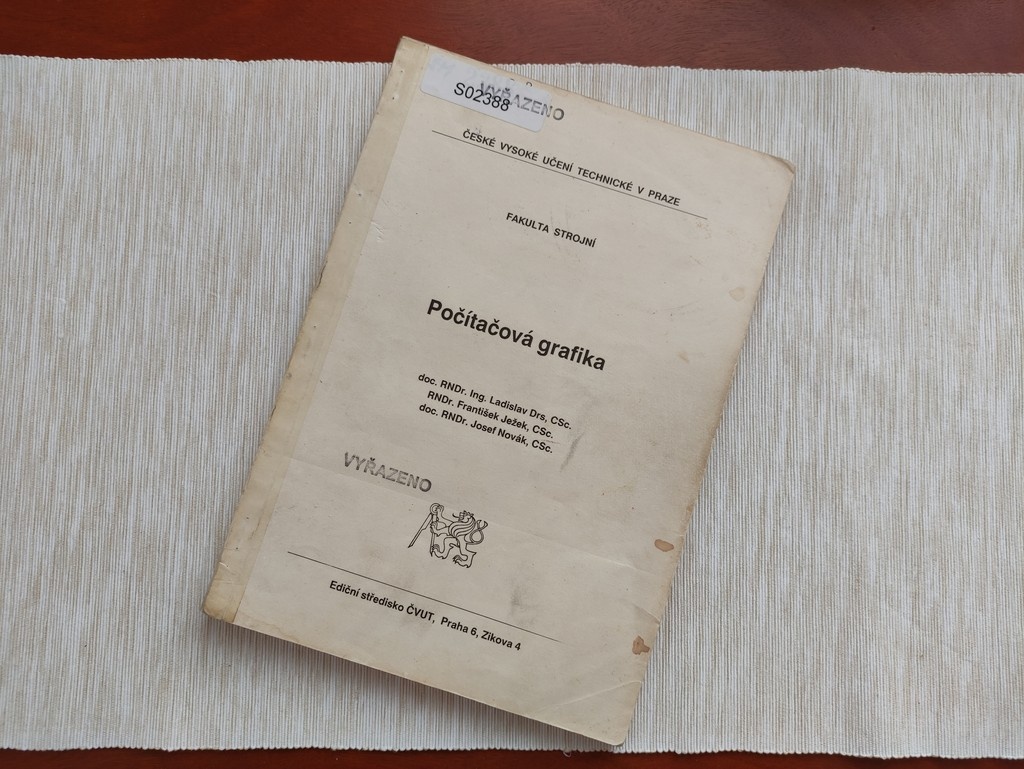 VYŘAZENO
S02388
ČESKÉ VYSOKÉ UČENÍ TECHNICKÉ V PRAZE
FAKULTA STROJNÍ
Počítačová grafika
doc. RNDr. Ing. Ladislav Drs, CSc.
RNDr. František Ježek, CSc.
doc. RNDr. Josef Novák, CSc.
VYŘAZENO
Ediční středisko ČVUT, Praha 6, Zikova 4